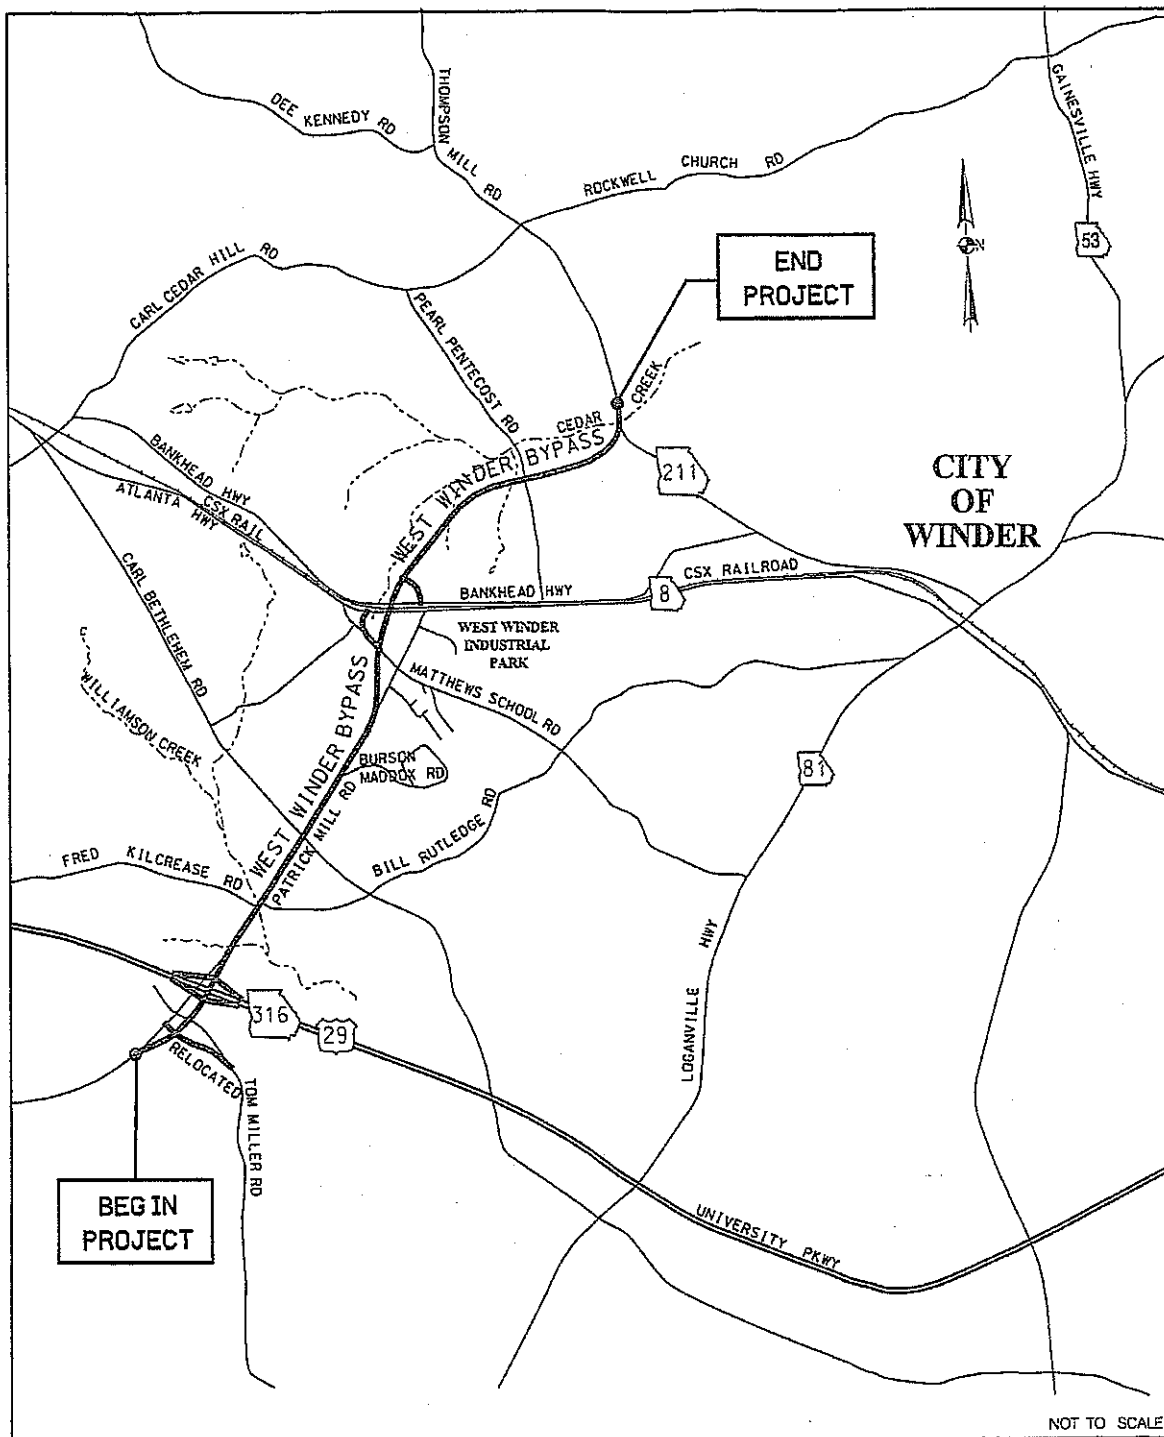 THOMPSON
MILL RD
DEE KENNEDY RD
ROCKWELL CHURCH RD
GAINESVILLE HWY
53
N
END
PROJECT
CARL CEDAR HILL RD
PEARL PENTECOST RD
CEDAR CREEK
WEST WINDER BYPASS
211
CITY
OF
WINDER
BANKHEAD HWY
ATLANTA HWY
CSX RAIL
BANKHEAD HWY
8
CSX RAILROAD
WEST WINDER
INDUSTRIAL
PARK
CARL BETHLEHEM RD
MATTHEWS SCHOOL RD
WILLIAMSON CREEK
WEST WINDER BYPASS
BURSON
MADDOX RD
81
PATRICK MILL RD
BILL RUTLEDGE RD
FRED KILCREASE RD
LOGANVILLE HWY
316
29
RELOCATED
TOM MILLER RD
BEGIN
PROJECT
UNIVERSITY PKWY
NOT TO SCALE